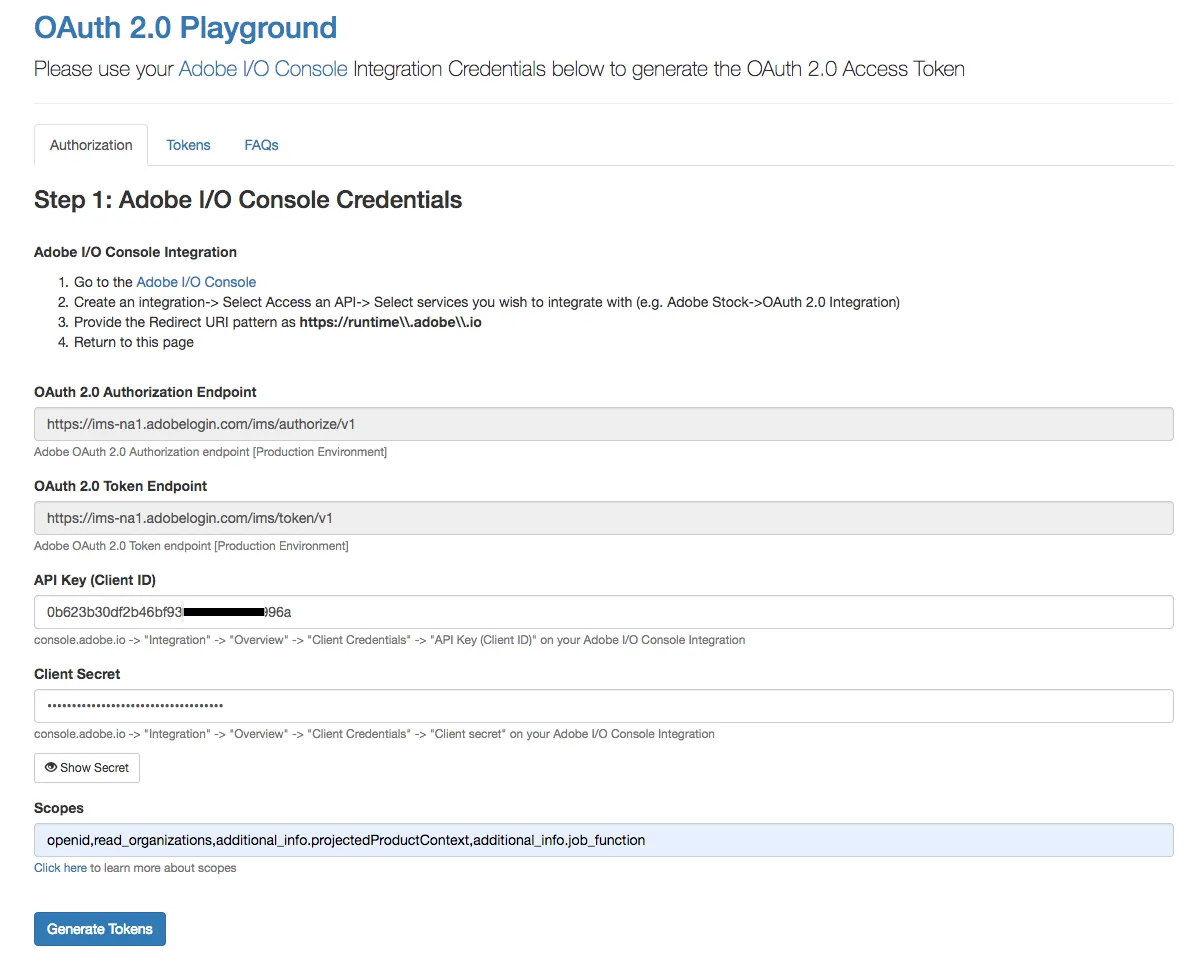 OAuth 2.0 Playground
Please use your Adobe I/O Console Integration Credentials below to generate the OAuth 2.0 Access Token
Authorization Tokens FAQs
Step 1: Adobe I/O Console Credentials
Adobe I/O Console Integration
1. Go to the Adobe I/O Console
2. Create an integration-> Select Access an API-> Select services you wish to integrate with (e.g. Adobe Stock->OAuth 2.0 Integration)
3. Provide the Redirect URI pattern as https://runtime\\.adobe\\.io
4. Return to this page
OAuth 2.0 Authorization Endpoint
https://ims-na1.adobelogin.com/ims/authorize/v1
Adobe OAuth 2.0 Authorization endpoint [Production Environment]
OAuth 2.0 Token Endpoint
https://ims-na1.adobelogin.com/ims/token/v1
Adobe OAuth 2.0 Token endpoint [Production Environment]
API Key (Client ID)
0b623b30df2b46bf93 996a
console.adobe.io -> "Integration" -> "Overview" -> "Client Credentials" -> "API Key (Client ID)" on your Adobe I/O Console Integration
Client Secret
••••••••••••••••••••••••••••••••••••
console.adobe.io -> "Integration" -> "Overview" -> "Client Credentials" -> "Client secret" on your Adobe I/O Console Integration
Show Secret
Scopes
openid,read_organizations,additional_info.projectedProductContext,additional_info.job_function
Click here to learn more about scopes
Generate Tokens